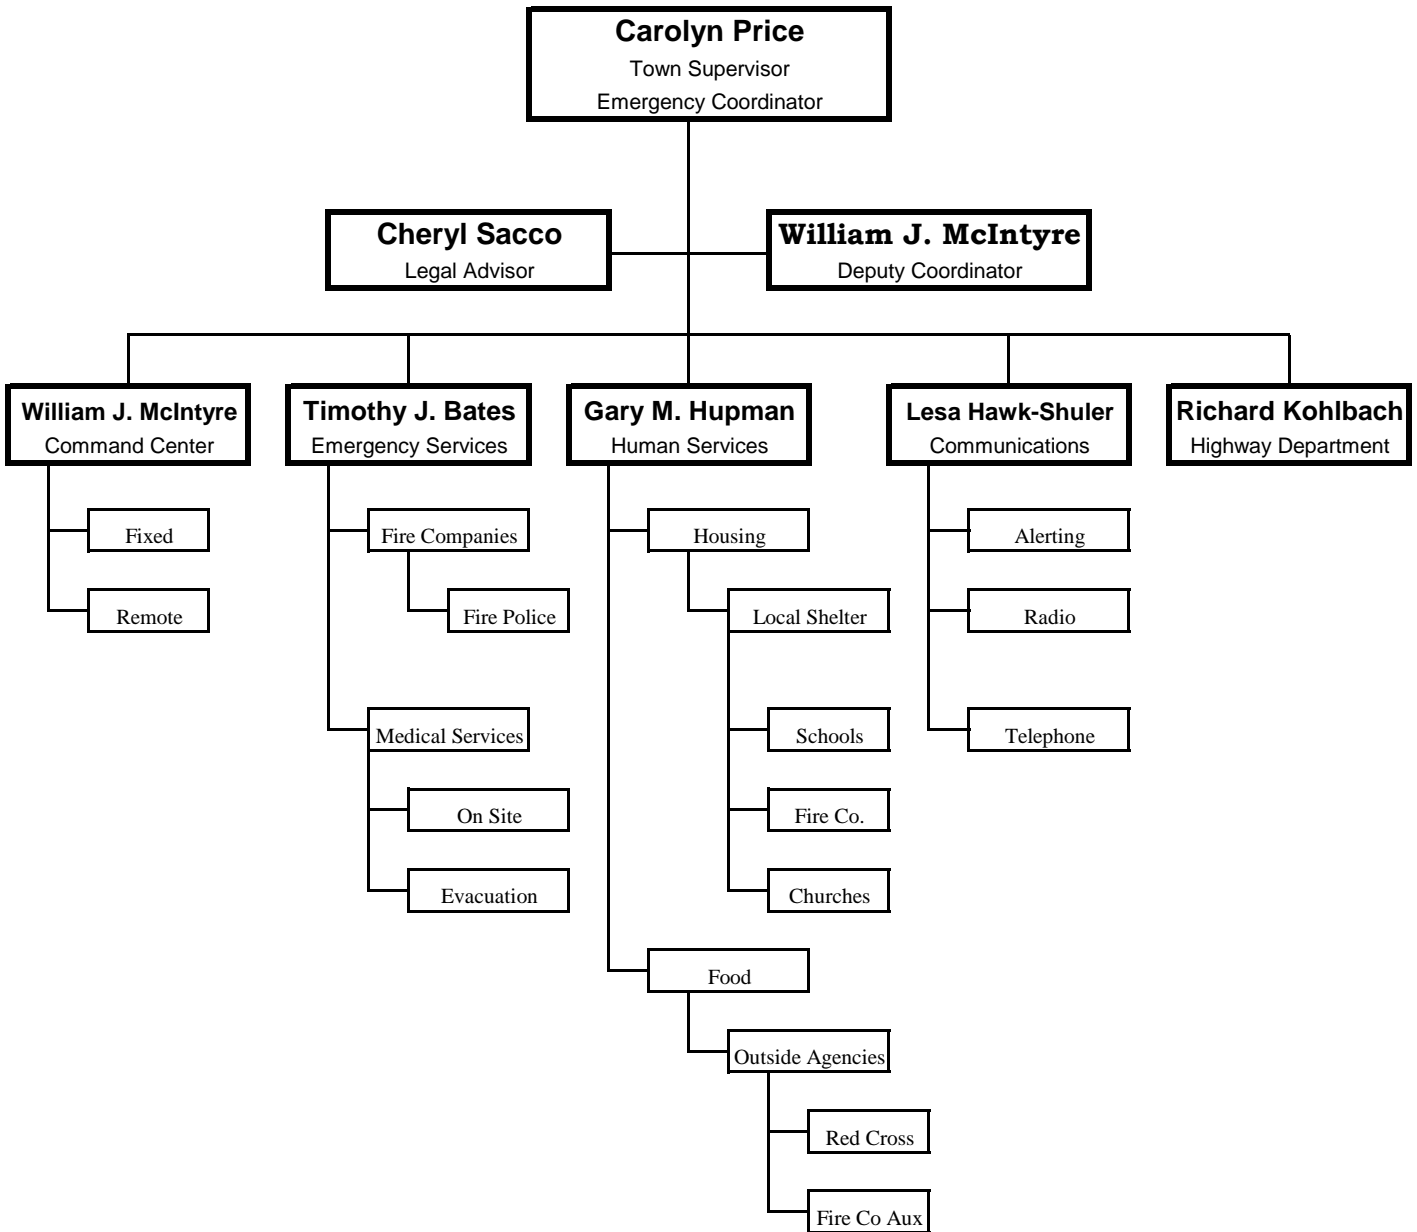 Carolyn Price
Town Supervisor
Emergency Coordinator
Cheryl Sacco
Legal Advisor
William J. McIntyre
Deputy Coordinator
William J. McIntyre
Command Center
Timothy J. Bates
Emergency Services
Gary M. Hupman
Human Services
Lesa Hawk-Shuler
Communications
Richard Kohlbach
Highway Department
Fixed
Remote
Fire Companies
Fire Police
Medical Services
On Site
Evacuation
Housing
Local Shelter
Schools
Fire Co.
Churches
Food
Outside Agencies
Red Cross
Fire Co Aux
Alerting
Radio
Telephone